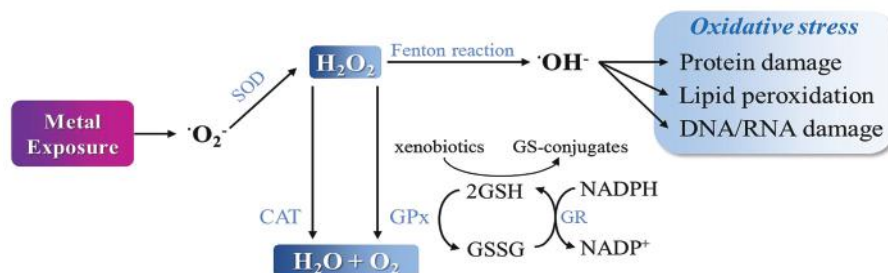 Oxidative stress
Fenton reaction
H₂O₂
·OH⁻
Protein damage
Lipid peroxidation
DNA/RNA damage
SOD
Metal
Exposure
·O₂⁻
xenobiotics
GS-conjugates
2GSH
NADPH
CAT
GPx
GR
GSSG
NADP⁺
H₂O + O₂